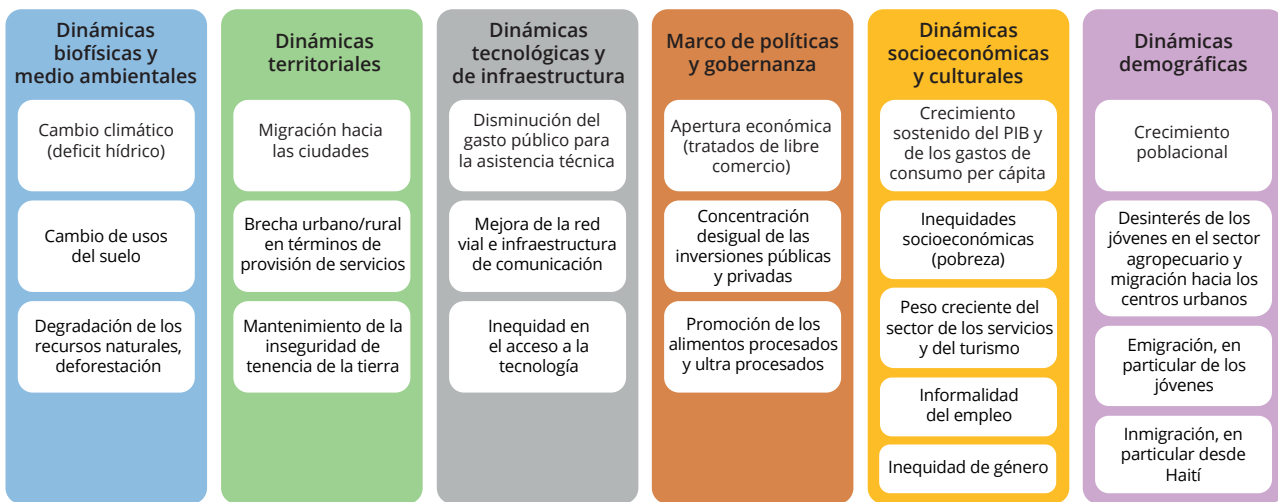 Dinámicas
biofísicas y
medio ambientales
Cambio climático
(deficit hídrico)
Cambio de usos
del suelo
Degradación de los
recursos naturales,
deforestación
Dinámicas
territoriales
Migración hacia
las ciudades
Brecha urbano/rural
en términos de
provisión de servicios
Mantenimiento de la
inseguridad de
tenencia de la tierra
Dinámicas
tecnológicas y
de infraestructura
Disminución del
gasto público para
la asistencia técnica
Mejora de la red
vial e infraestructura
de comunicación
Inequidad en
el acceso a la
tecnología
Marco de políticas
y gobernanza
Apertura económica
(tratados de libre
comercio)
Concentración
desigual de las
inversiones públicas
y privadas
Promoción de los
alimentos procesados
y ultra procesados
Dinámicas
socioeconómicas
y culturales
Crecimiento
sostenido del PIB y
de los gastos de
consumo per cápita
Inequidades
socioeconómicas
(pobreza)
Peso creciente del
sector de los servicios
y del turismo
Informalidad
del empleo
Inequidad de género
Dinámicas
demográficas
Crecimiento
poblacional
Desinterés de los
jóvenes en el sector
agropecuario y
migración hacia los
centros urbanos
Emigración, en
particular de los
jóvenes
Inmigración, en
particular desde
Haití